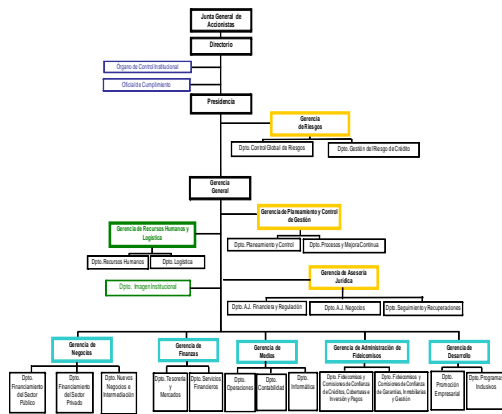 Junta General de
Accionistas
Directorio
Órgano de Control Institucional
Oficial de Cumplimiento
Presidencia
Gerencia
de Riesgos
Dpto. Control Global de Riesgos
Dpto. Gestión del Riesgo de Crédito
Gerencia
General
Gerencia de Planeamiento y Control
de Gestión
Gerencia de Recursos Humanos y
Logística
Dpto. Planeamiento y Control
Dpto. Procesos y Mejora Continua
Dpto. Recursos Humanos
Dpto. Logística
Gerencia de Asesoría
Jurídica
Dpto. Imagen Institucional
Dpto. A.J. Financiera y Regulación
Dpto. A.J. Negocios
Dpto. Seguimiento y Recuperaciones
Gerencia de
Negocios
Gerencia de
Finanzas
Gerencia de
Medios
Gerencia de Administración de
Fideicomisos
Gerencia de
Desarrollo
Dpto.
Financiamiento
del Sector
Público
Dpto.
Financiamiento
del Sector
Privado
Dpto. Nuevos
Negocios e
Intermediación
Dpto.
Tesorería
y
Mercados
Dpto. Servicios
Financieros
Dpto.
Operaciones
Dpto.
Contabilidad
Dpto.
Informática
Dpto. Fideicomisos y
Comisiones de Confianza
de Créditos, Coberturas e
Inversión y Pagos
Dpto. Fideicomisos y
Comisiones de Confianza
de Garantías, Inmobiliarios
y Gestión
Dpto.
Promoción
Empresarial
Dpto. Programas
Inclusivos